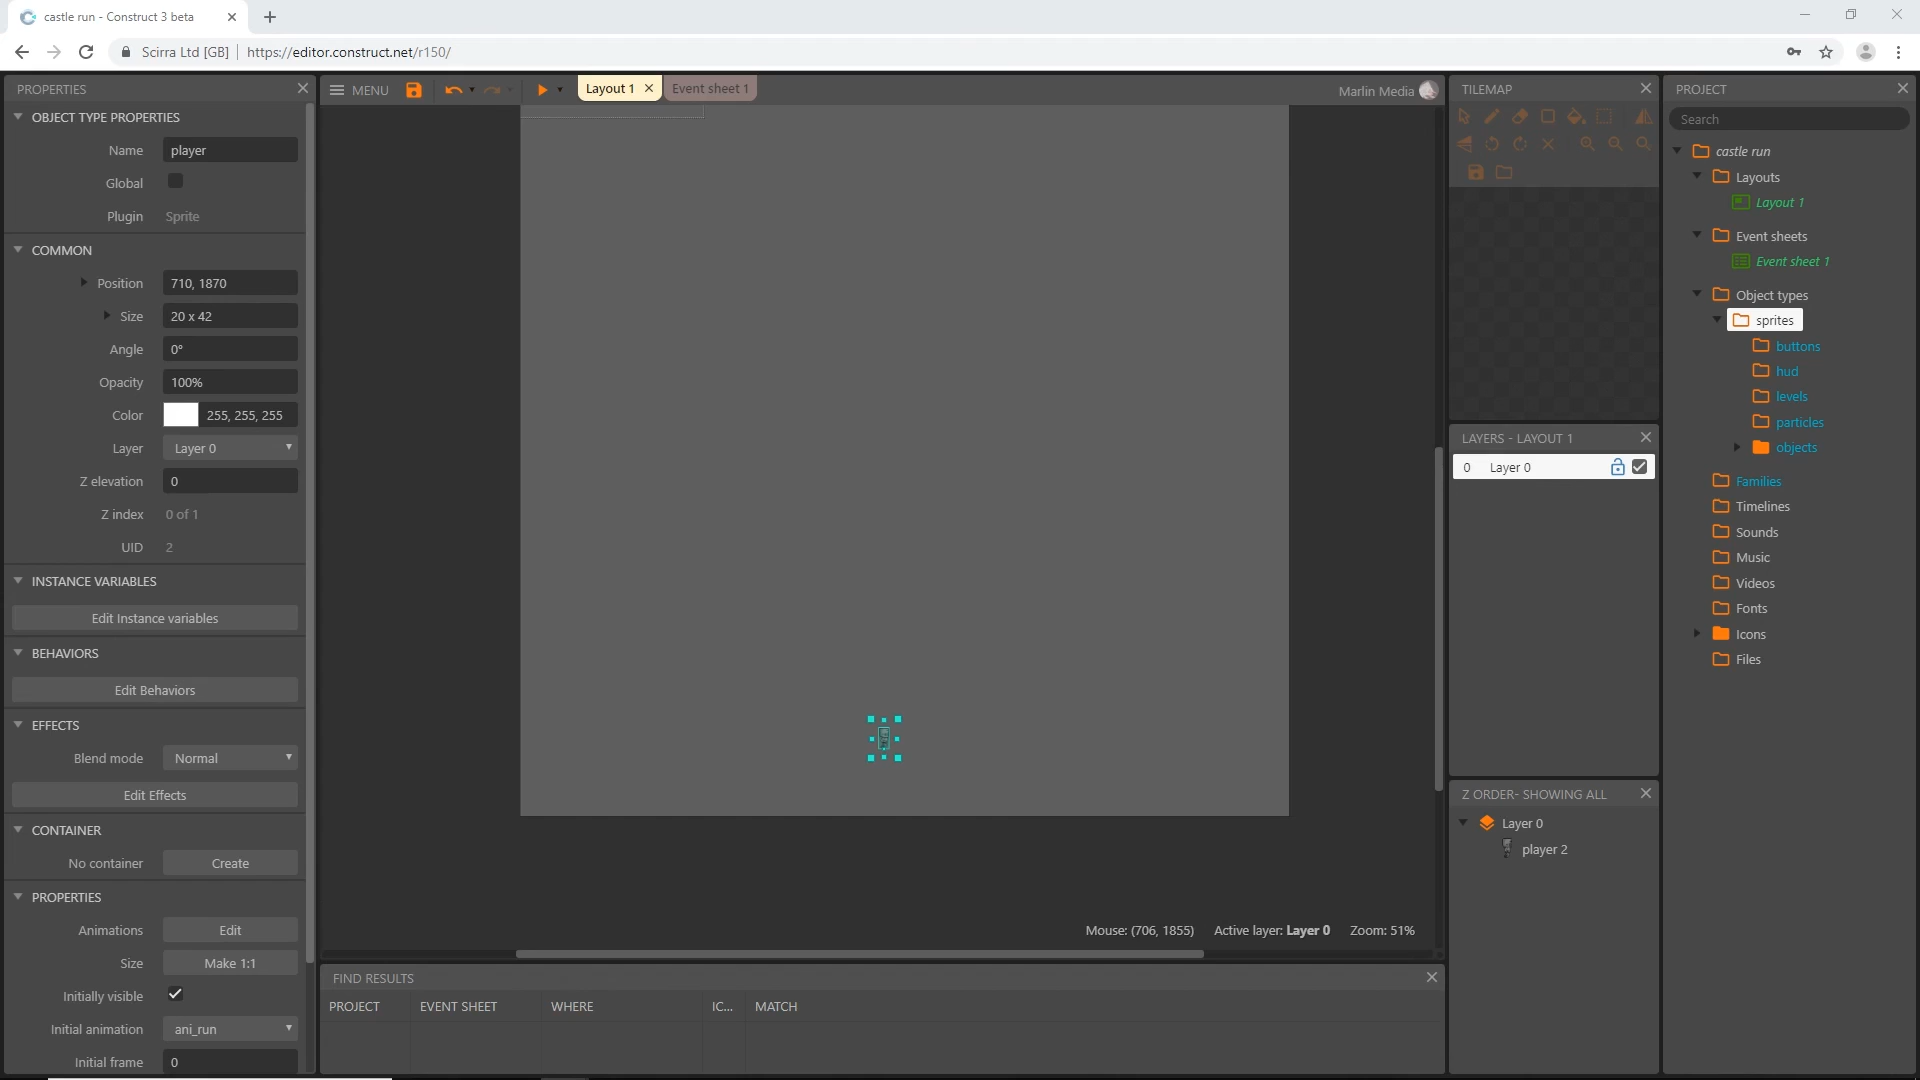 castle run - Construct 3 beta
Scirra Ltd [GB] https://editor.construct.net/r150/
PROPERTIES
OBJECT TYPE PROPERTIES
Name player
Global
Plugin Sprite
COMMON
Position 710, 1870
Size 20 x 42
Angle 0°
Opacity 100%
Color 255, 255, 255
Layer Layer 0
Z elevation 0
Z index 0 of 1
UID 2
INSTANCE VARIABLES
Edit Instance variables
BEHAVIORS
Edit Behaviors
EFFECTS
Blend mode Normal
Edit Effects
CONTAINER
No container Create
PROPERTIES
Animations Edit
Size Make 1:1
Initially visible
Initial animation ani_run
Initial frame 0
MENU
Layout 1
Event sheet 1
Marlin Media
Mouse: (706, 1855) Active layer: Layer 0 Zoom: 51%
FIND RESULTS
PROJECT EVENT SHEET WHERE IC... MATCH
TILEMAP
LAYERS - LAYOUT 1
0 Layer 0
Z ORDER- SHOWING ALL
Layer 0
player 2
PROJECT
Search
castle run
Layouts
Layout 1
Event sheets
Event sheet 1
Object types
sprites
buttons
hud
levels
particles
objects
Families
Timelines
Sounds
Music
Videos
Fonts
Icons
Files